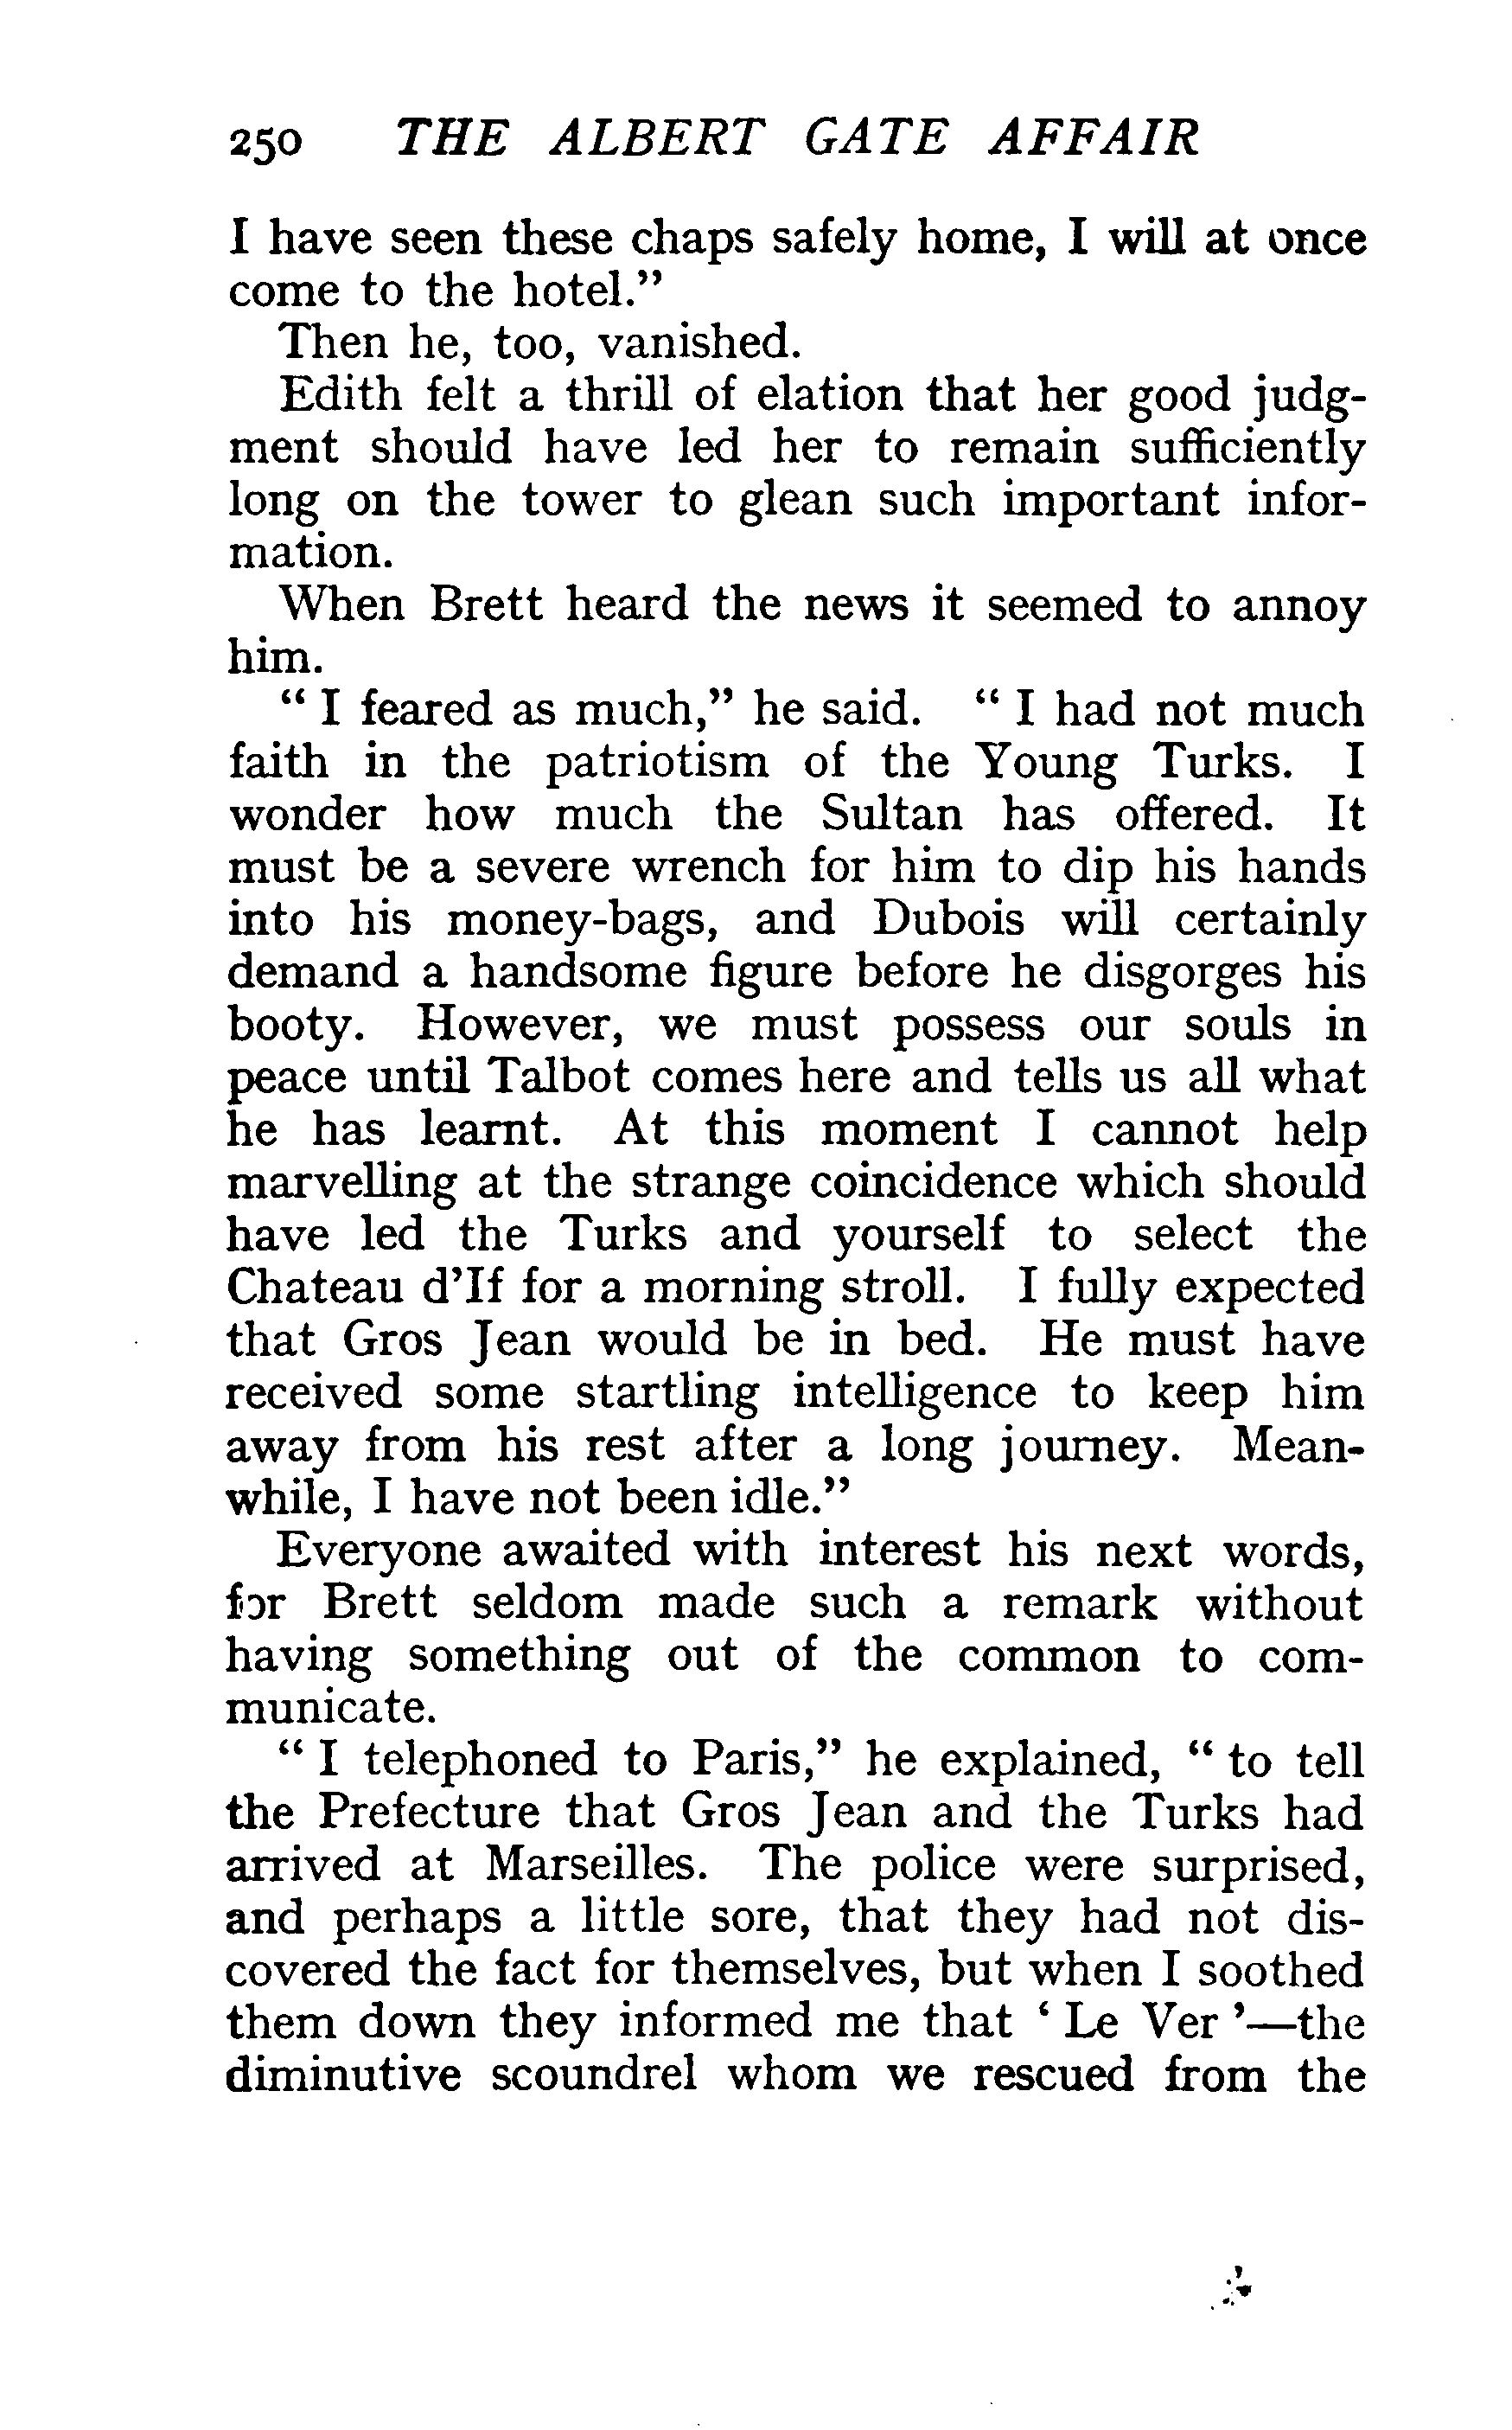 250 THE ALBERT GATE AFFAIR
I have seen these chaps safely home, I will at once
come to the hotel."
Then he, too, vanished.
Edith felt a thrill of elation that her good judg-
ment should have led her to remain sufficiently
long on the tower to glean such important infor-
mation.
When Brett heard the news it seemed to annoy
him.
" I feared as much," he said. " I had not much
faith in the patriotism of the Young Turks. I
wonder how much the Sultan has offered. It
must be a severe wrench for him to dip his hands
into his money-bags, and Dubois will certainly
demand a handsome figure before he disgorges his
booty. However, we must possess our souls in
peace until Talbot comes here and tells us all what
he has learnt. At this moment I cannot help
marvelling at the strange coincidence which should
have led the Turks and yourself to select the
Chateau d'If for a morning stroll. I fully expected
that Gros Jean would be in bed. He must have
received some startling intelligence to keep him
away from his rest after a long journey. Mean-
while, I have not been idle."
Everyone awaited with interest his next words,
for Brett seldom made such a remark without
having something out of the common to com-
municate.
" I telephoned to Paris," he explained, " to tell
the Prefecture that Gros Jean and the Turks had
arrived at Marseilles. The police were surprised,
and perhaps a little sore, that they had not dis-
covered the fact for themselves, but when I soothed
them down they informed me that ' Le Ver '—the
diminutive scoundrel whom we rescued from the